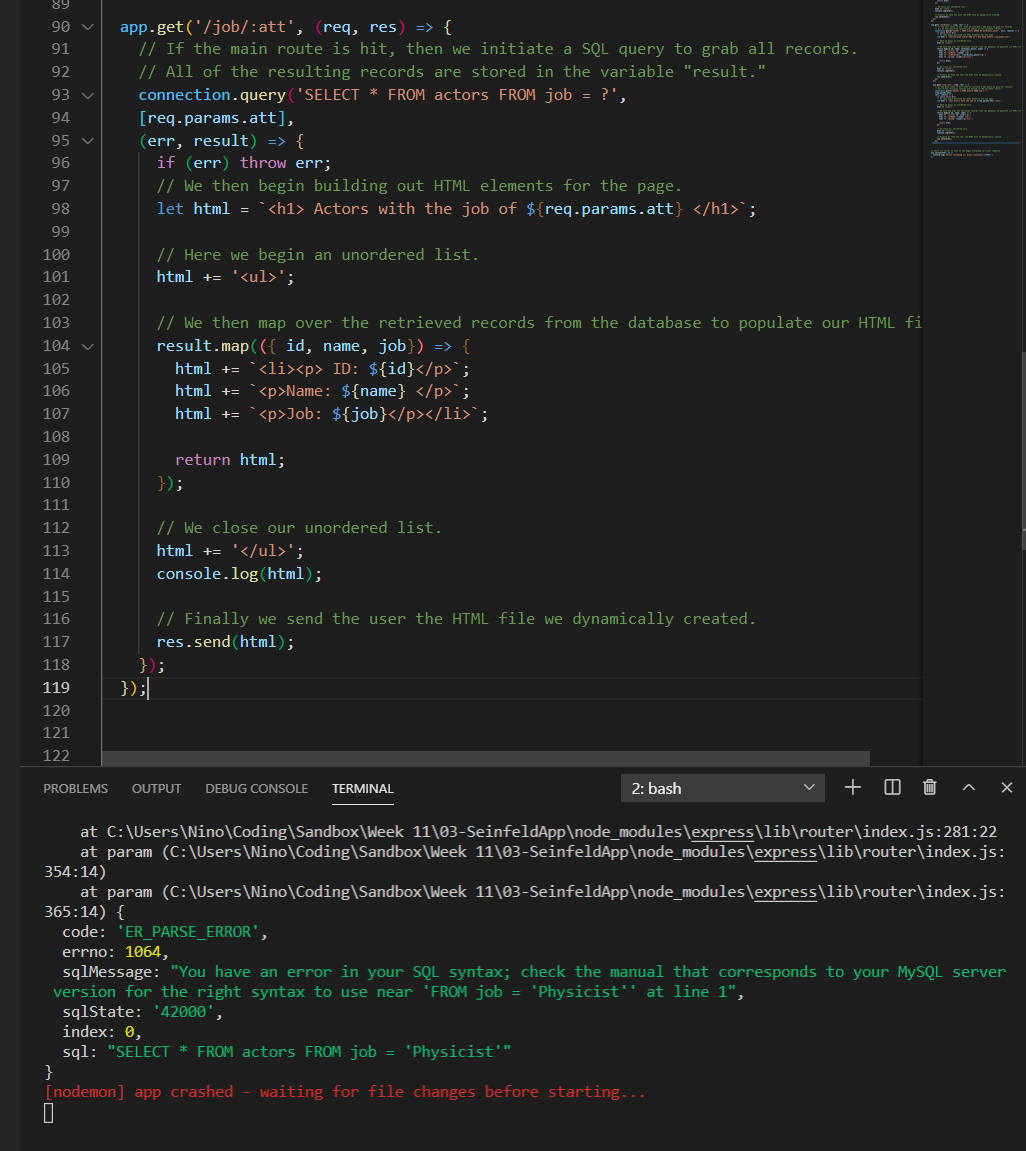 89
90 app.get('/job/:att', (req, res) => {
91 // If the main route is hit, then we initiate a SQL query to grab all records.
92 // All of the resulting records are stored in the variable "result."
93 connection.query('SELECT * FROM actors FROM job = ?',
94 [req.params.att],
95 (err, result) => {
96 if (err) throw err;
97 // We then begin building out HTML elements for the page.
98 let html = `<h1> Actors with the job of ${req.params.att} </h1>`;
99
100 // Here we begin an unordered list.
101 html += '<ul>';
102
103 // We then map over the retrieved records from the database to populate our HTML fi
104 result.map(({ id, name, job}) => {
105 html += `<li><p> ID: ${id}</p>`;
106 html += `<p>Name: ${name} </p>`;
107 html += `<p>Job: ${job}</p></li>`;
108
109 return html;
110 });
111
112 // We close our unordered list.
113 html += '</ul>';
114 console.log(html);
115
116 // Finally we send the user the HTML file we dynamically created.
117 res.send(html);
118 });
119 });
120
121
122
PROBLEMS OUTPUT DEBUG CONSOLE TERMINAL 2: bash
at C:\Users\Nino\Coding\Sandbox\Week 11\03-SeinfeldApp\node_modules\express\lib\router\index.js:281:22
at param (C:\Users\Nino\Coding\Sandbox\Week 11\03-SeinfeldApp\node_modules\express\lib\router\index.js:
354:14)
at param (C:\Users\Nino\Coding\Sandbox\Week 11\03-SeinfeldApp\node_modules\express\lib\router\index.js:
365:14) {
code: 'ER_PARSE_ERROR',
errno: 1064,
sqlMessage: "You have an error in your SQL syntax; check the manual that corresponds to your MySQL server
version for the right syntax to use near 'FROM job = 'Physicist'' at line 1",
sqlState: '42000',
index: 0,
sql: "SELECT * FROM actors FROM job = 'Physicist'"
}
[nodemon] app crashed - waiting for file changes before starting...